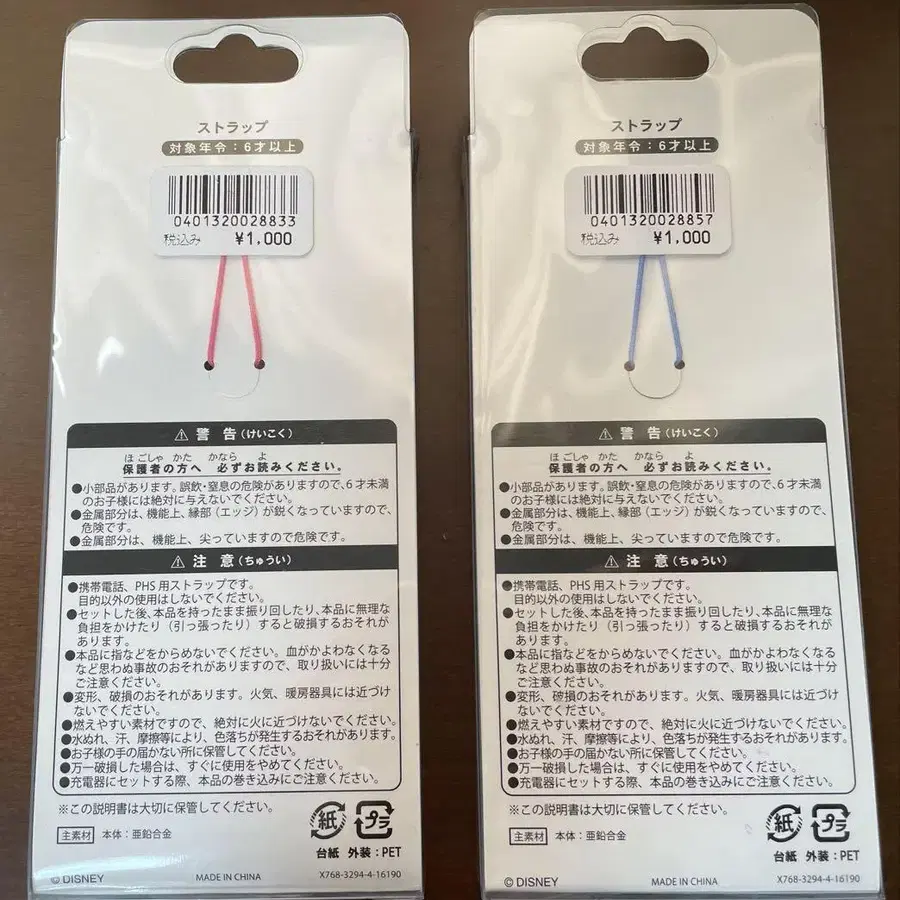 ストラップ
対象年令：6才以上
0401320028833
税込み ¥1,000
⚠ 警告（けいこく）
ほ ご しゃ かた かなら よ
保護者の方へ 必ずお読みください。
●小部品があります。誤飲・窒息の危険がありますので、6才未満
のお子様には絶対に与えないでください。
●金属部分は、機能上、縁部（エッジ）が鋭くなっていますので、
危険です。
●金属部分は、機能上、尖っていますので危険です。
⚠ 注意（ちゅうい）
●携帯電話、PHS用ストラップです。
目的以外の使用はしないでください。
●セットした後、本品を持ったまま振り回したり、本品に無理な
負担をかけたり（引っ張ったり）すると破損するおそれが
あります。
●本品に指などをからめないでください。血がかよわなくなる
など思わぬ事故のおそれがありますので、取り扱いには十分
ご注意ください。
●変形、破損のおそれがあります。火気、暖房器具には近づけ
ないでください。
●燃えやすい素材ですので、絶対に火に近づけないでください。
●水ぬれ、汗、摩擦等により、色落ちが発生するおそれがあります。
●お子様の手の届かない所に保管してください。
●万一破損した場合は、すぐに使用をやめてください。
●充電器にセットする際、本品の巻き込みにご注意ください。
※この説明書は大切に保管してください。
主素材 本体：亜鉛合金
紙 プラ
台紙 外装：PET
© DISNEY MADE IN CHINA X768-3294-4-16190
ストラップ
対象年令：6才以上
0401320028857
税込み ¥1,000
⚠ 警告（けいこく）
ほ ご しゃ かた かなら よ
保護者の方へ 必ずお読みください。
●小部品があります。誤飲・窒息の危険がありますので、6才未満
のお子様には絶対に与えないでください。
●金属部分は、機能上、縁部（エッジ）が鋭くなっていますので、
危険です。
●金属部分は、機能上、尖っていますので危険です。
⚠ 注意（ちゅうい）
●携帯電話、PHS用ストラップです。
目的以外の使用はしないでください。
●セットした後、本品を持ったまま振り回したり、本品に無理な
負担をかけたり（引っ張ったり）すると破損するおそれが
あります。
●本品に指などをからめないでください。血がかよわなくなる
など思わぬ事故のおそれがありますので、取り扱いには十分
ご注意ください。
●変形、破損のおそれがあります。火気、暖房器具には近づけ
ないでください。
●燃えやすい素材ですので、絶対に火に近づけないでください。
●水ぬれ、汗、摩擦等により、色落ちが発生するおそれがあります。
●お子様の手の届かない所に保管してください。
●万一破損した場合は、すぐに使用をやめてください。
●充電器にセットする際、本品の巻き込みにご注意ください。
※この説明書は大切に保管してください。
主素材 本体：亜鉛合金
紙 プラ
台紙 外装：PET
© DISNEY MADE IN CHINA X768-3294-4-16190